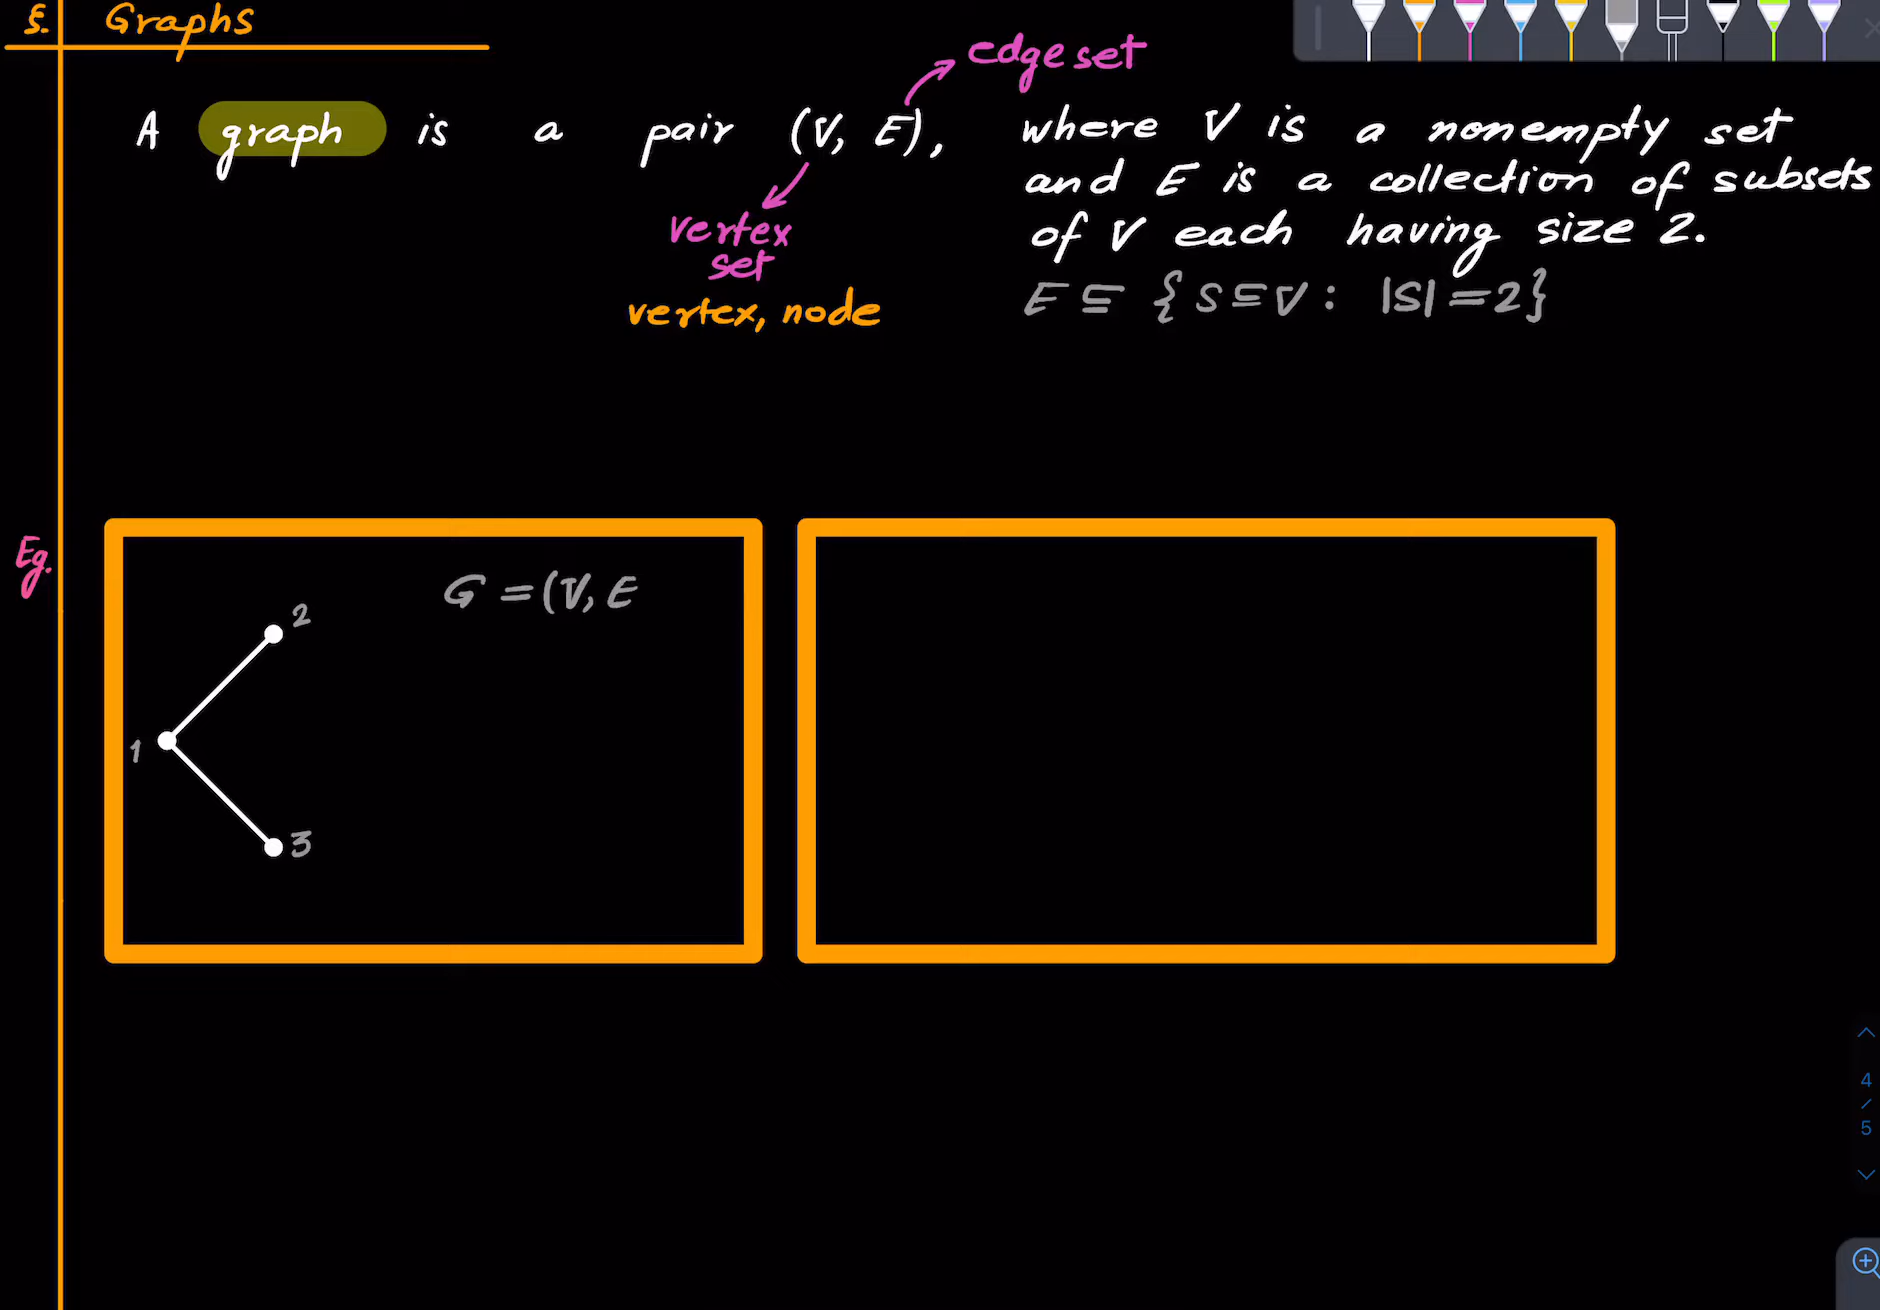 §. Graphs
edge set
A graph is a pair (V, E), where V is a nonempty set
and E is a collection of subsets
of V each having size 2.
vertex
set
vertex, node
E ⊆ {S⊆V: |S|=2}
Eg.
G =(V, E
2
1
3
4
/
5